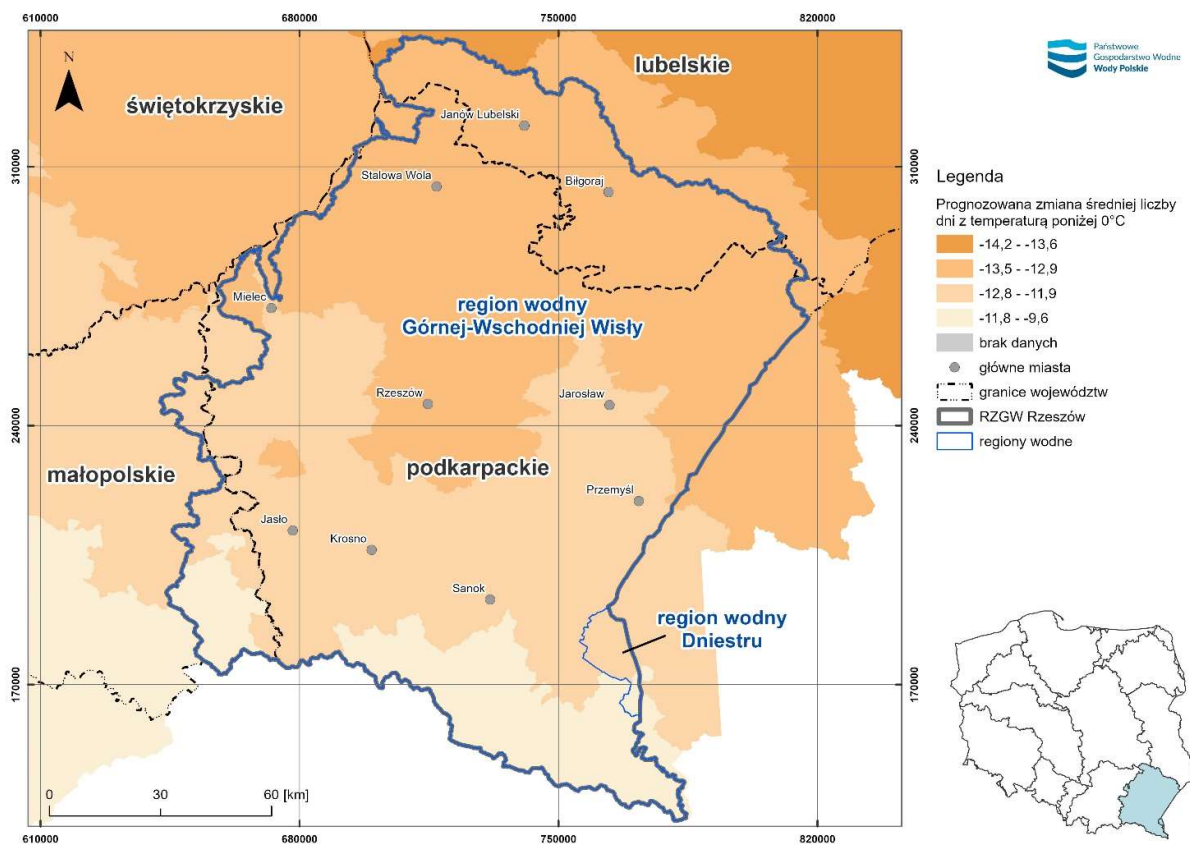 610000
680000
750000
820000
N
świętokrzyskie
lubelskie
Janów Lubelski
310000
310000
Stalowa Wola
Biłgoraj
Mielec
region wodny
Górnej-Wschodniej Wisły
Rzeszów
Jarosław
240000
240000
małopolskie
podkarpackie
Przemyśl
Jasło
Krosno
Sanok
region wodny
Dniestru
170000
170000
0
30
60 [km]
610000
680000
750000
820000
Państwowe
Gospodarstwo Wodne
Wody Polskie
Legenda
Prognozowana zmiana średniej liczby
dni z temperaturą poniżej 0°C
-14,2 - -13,6
-13,5 - -12,9
-12,8 - -11,9
-11,8 - -9,6
brak danych
główne miasta
granice województw
RZGW Rzeszów
regiony wodne